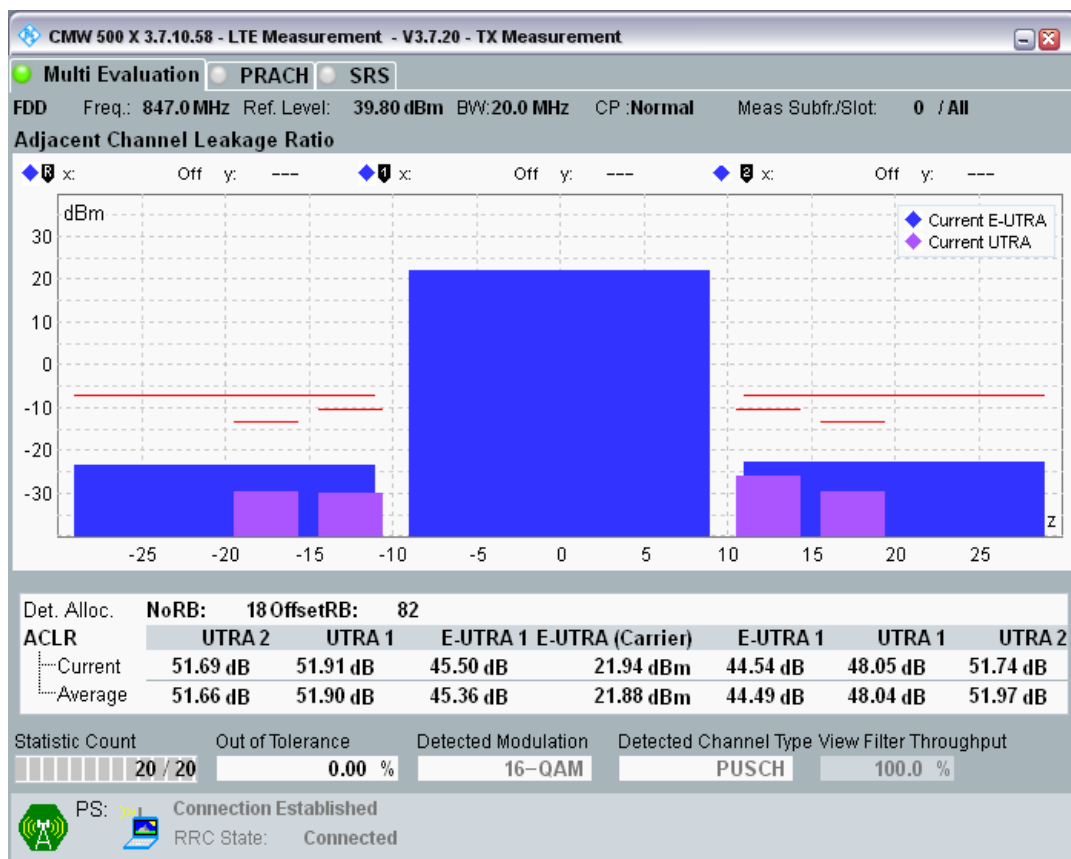 CMW 500 X 3.7.10.58 - LTE Measurement - V3.7.20 - TX Measurement
Multi Evaluation PRACH SRS
FDD Freq.: 847.0 MHz Ref. Level: 39.80 dBm BW:20.0 MHz CP :Normal Meas Subfr./Slot: 0 / All
Adjacent Channel Leakage Ratio
R x: Off y: --- 1 x: Off y: --- 2 x: Off y: ---
dBm
Current E-UTRA
Current UTRA
30
20
10
0
-10
-20
-30
z
-25 -20 -15 -10 -5 0 5 10 15 20 25
Det. Alloc. NoRB: 18 OffsetRB: 82
ACLR UTRA 2 UTRA 1 E-UTRA 1 E-UTRA (Carrier) E-UTRA 1 UTRA 1 UTRA 2
Current 51.69 dB 51.91 dB 45.50 dB 21.94 dBm 44.54 dB 48.05 dB 51.74 dB
Average 51.66 dB 51.90 dB 45.36 dB 21.88 dBm 44.49 dB 48.04 dB 51.97 dB
Statistic Count Out of Tolerance Detected Modulation Detected Channel Type View Filter Throughput
20 / 20 0.00 % 16-QAM PUSCH 100.0 %
PS: Connection Established
RRC State: Connected